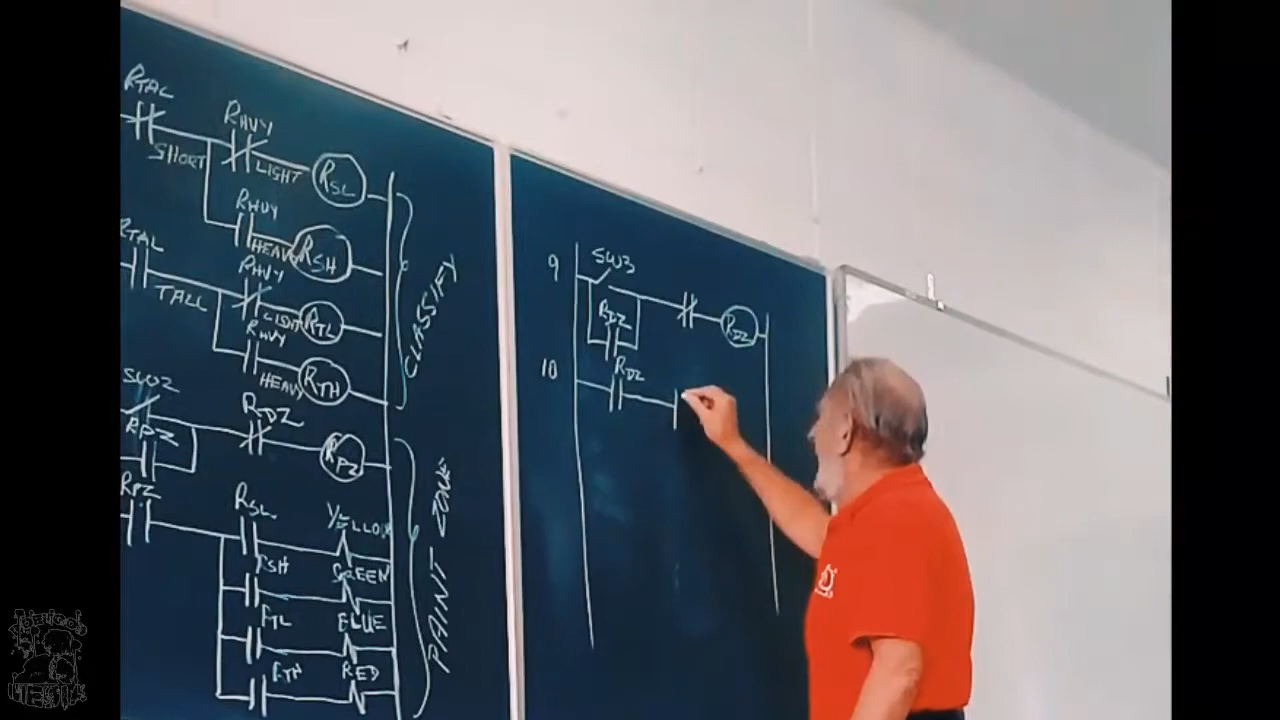 RTAL
RHVY
SHORT
LIGHT
RSL
RHVY
HEAVY
RSH
RTAL
RHVY
TALL
LIGHT
RTL
RHVY
HEAVY
RTH
CLASSIFY
SW2
RPZ
RDZ
RPZ
RPZ
RSL
YELLOW
RSH
GREEN
RTL
BLUE
RTH
RED
PAINT ZONE
9
SW3
RDZ
RDZ
10
RDZ